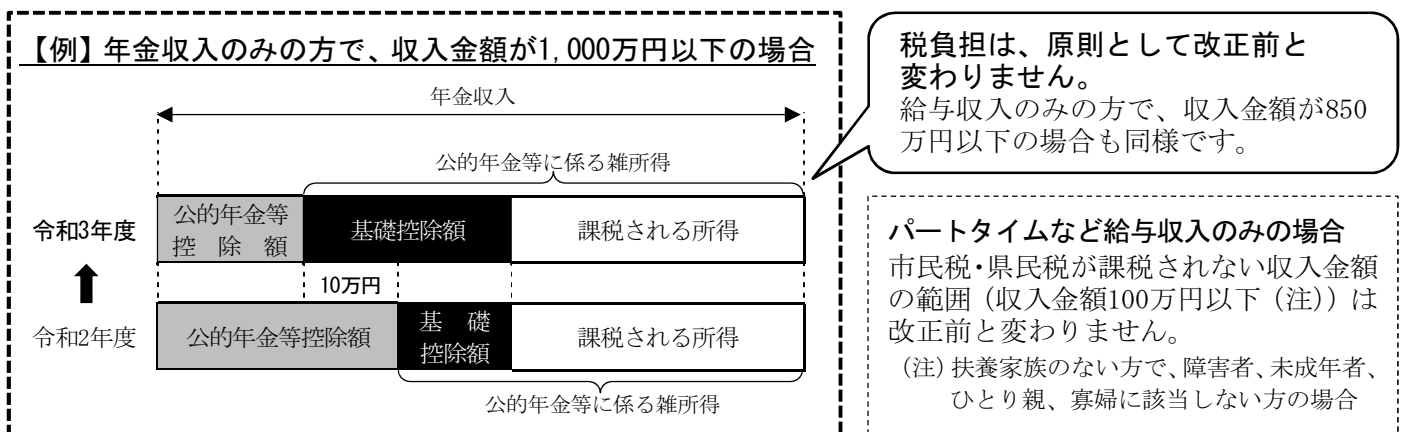 【例】年金収入のみの方で、収入金額が1,000万円以下の場合
年金収入
公的年金等に係る雑所得
令和3年度
公的年金等
控除額
基礎控除額
課税される所得
10万円
令和2年度
公的年金等控除額
基礎
控除額
課税される所得
公的年金等に係る雑所得
税負担は、原則として改正前と
変わりません。
給与収入のみの方で、収入金額が850
万円以下の場合も同様です。
パートタイムなど給与収入のみの場合
市民税・県民税が課税されない収入金額
の範囲（収入金額100万円以下（注））は
改正前と変わりません。
（注）扶養家族のない方で、障害者、未成年者、
ひとり親、寡婦に該当しない方の場合